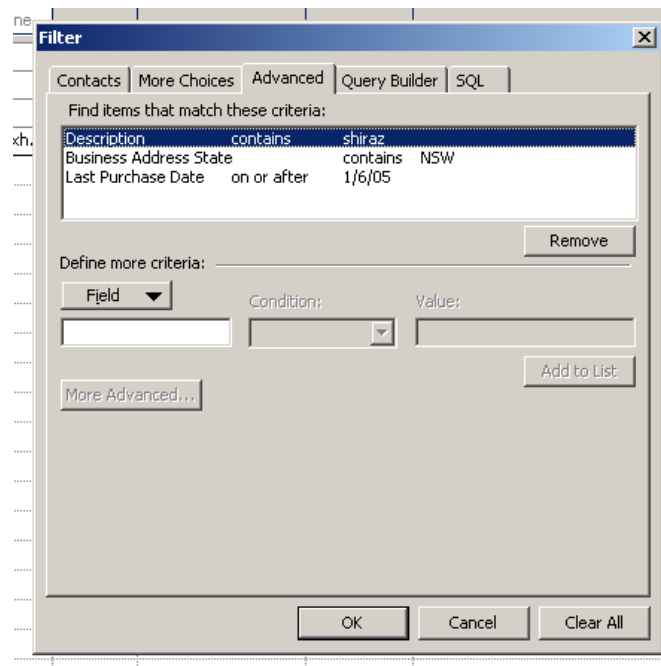 ne
Filter
Contacts More Choices Advanced Query Builder SQL
Find items that match these criteria:
xh.
Description contains shiraz
Business Address State contains NSW
Last Purchase Date on or after 1/6/05
Remove
Define more criteria:
Field
Condition:
Value:
Add to List
More Advanced...
OK Cancel Clear All